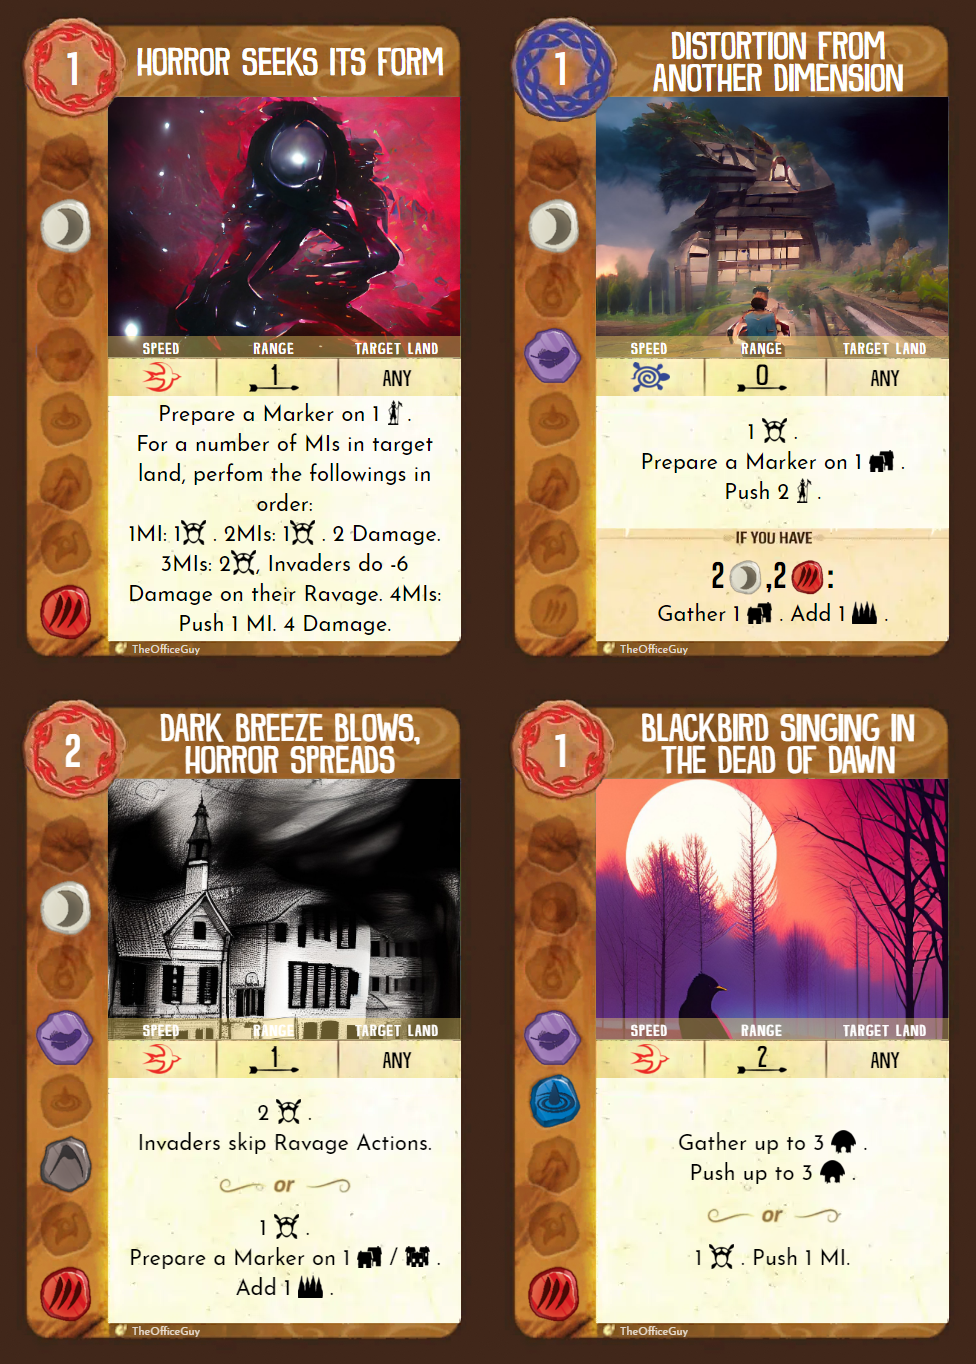 1
HORROR SEEKS ITS FORM
SPEED RANGE TARGET LAND
1 ANY
Prepare a Marker on 1 .
For a number of MIs in target
land, perfom the followings in
order:
1MI: 1 . 2MIs: 1 . 2 Damage.
3MIs: 2 , Invaders do -6
Damage on their Ravage. 4MIs:
Push 1 MI. 4 Damage.
TheOfficeGuy
1
DISTORTION FROM
ANOTHER DIMENSION
SPEED RANGE TARGET LAND
0 ANY
1 .
Prepare a Marker on 1 .
Push 2 .
IF YOU HAVE
2 ,2 :
Gather 1 . Add 1 .
TheOfficeGuy
2
DARK BREEZE BLOWS,
HORROR SPREADS
SPEED RANGE TARGET LAND
1 ANY
2 .
Invaders skip Ravage Actions.
or
1 .
Prepare a Marker on 1 / .
Add 1 .
TheOfficeGuy
1
BLACKBIRD SINGING IN
THE DEAD OF DAWN
SPEED RANGE TARGET LAND
2 ANY
Gather up to 3 .
Push up to 3 .
or
1 . Push 1 MI.
TheOfficeGuy